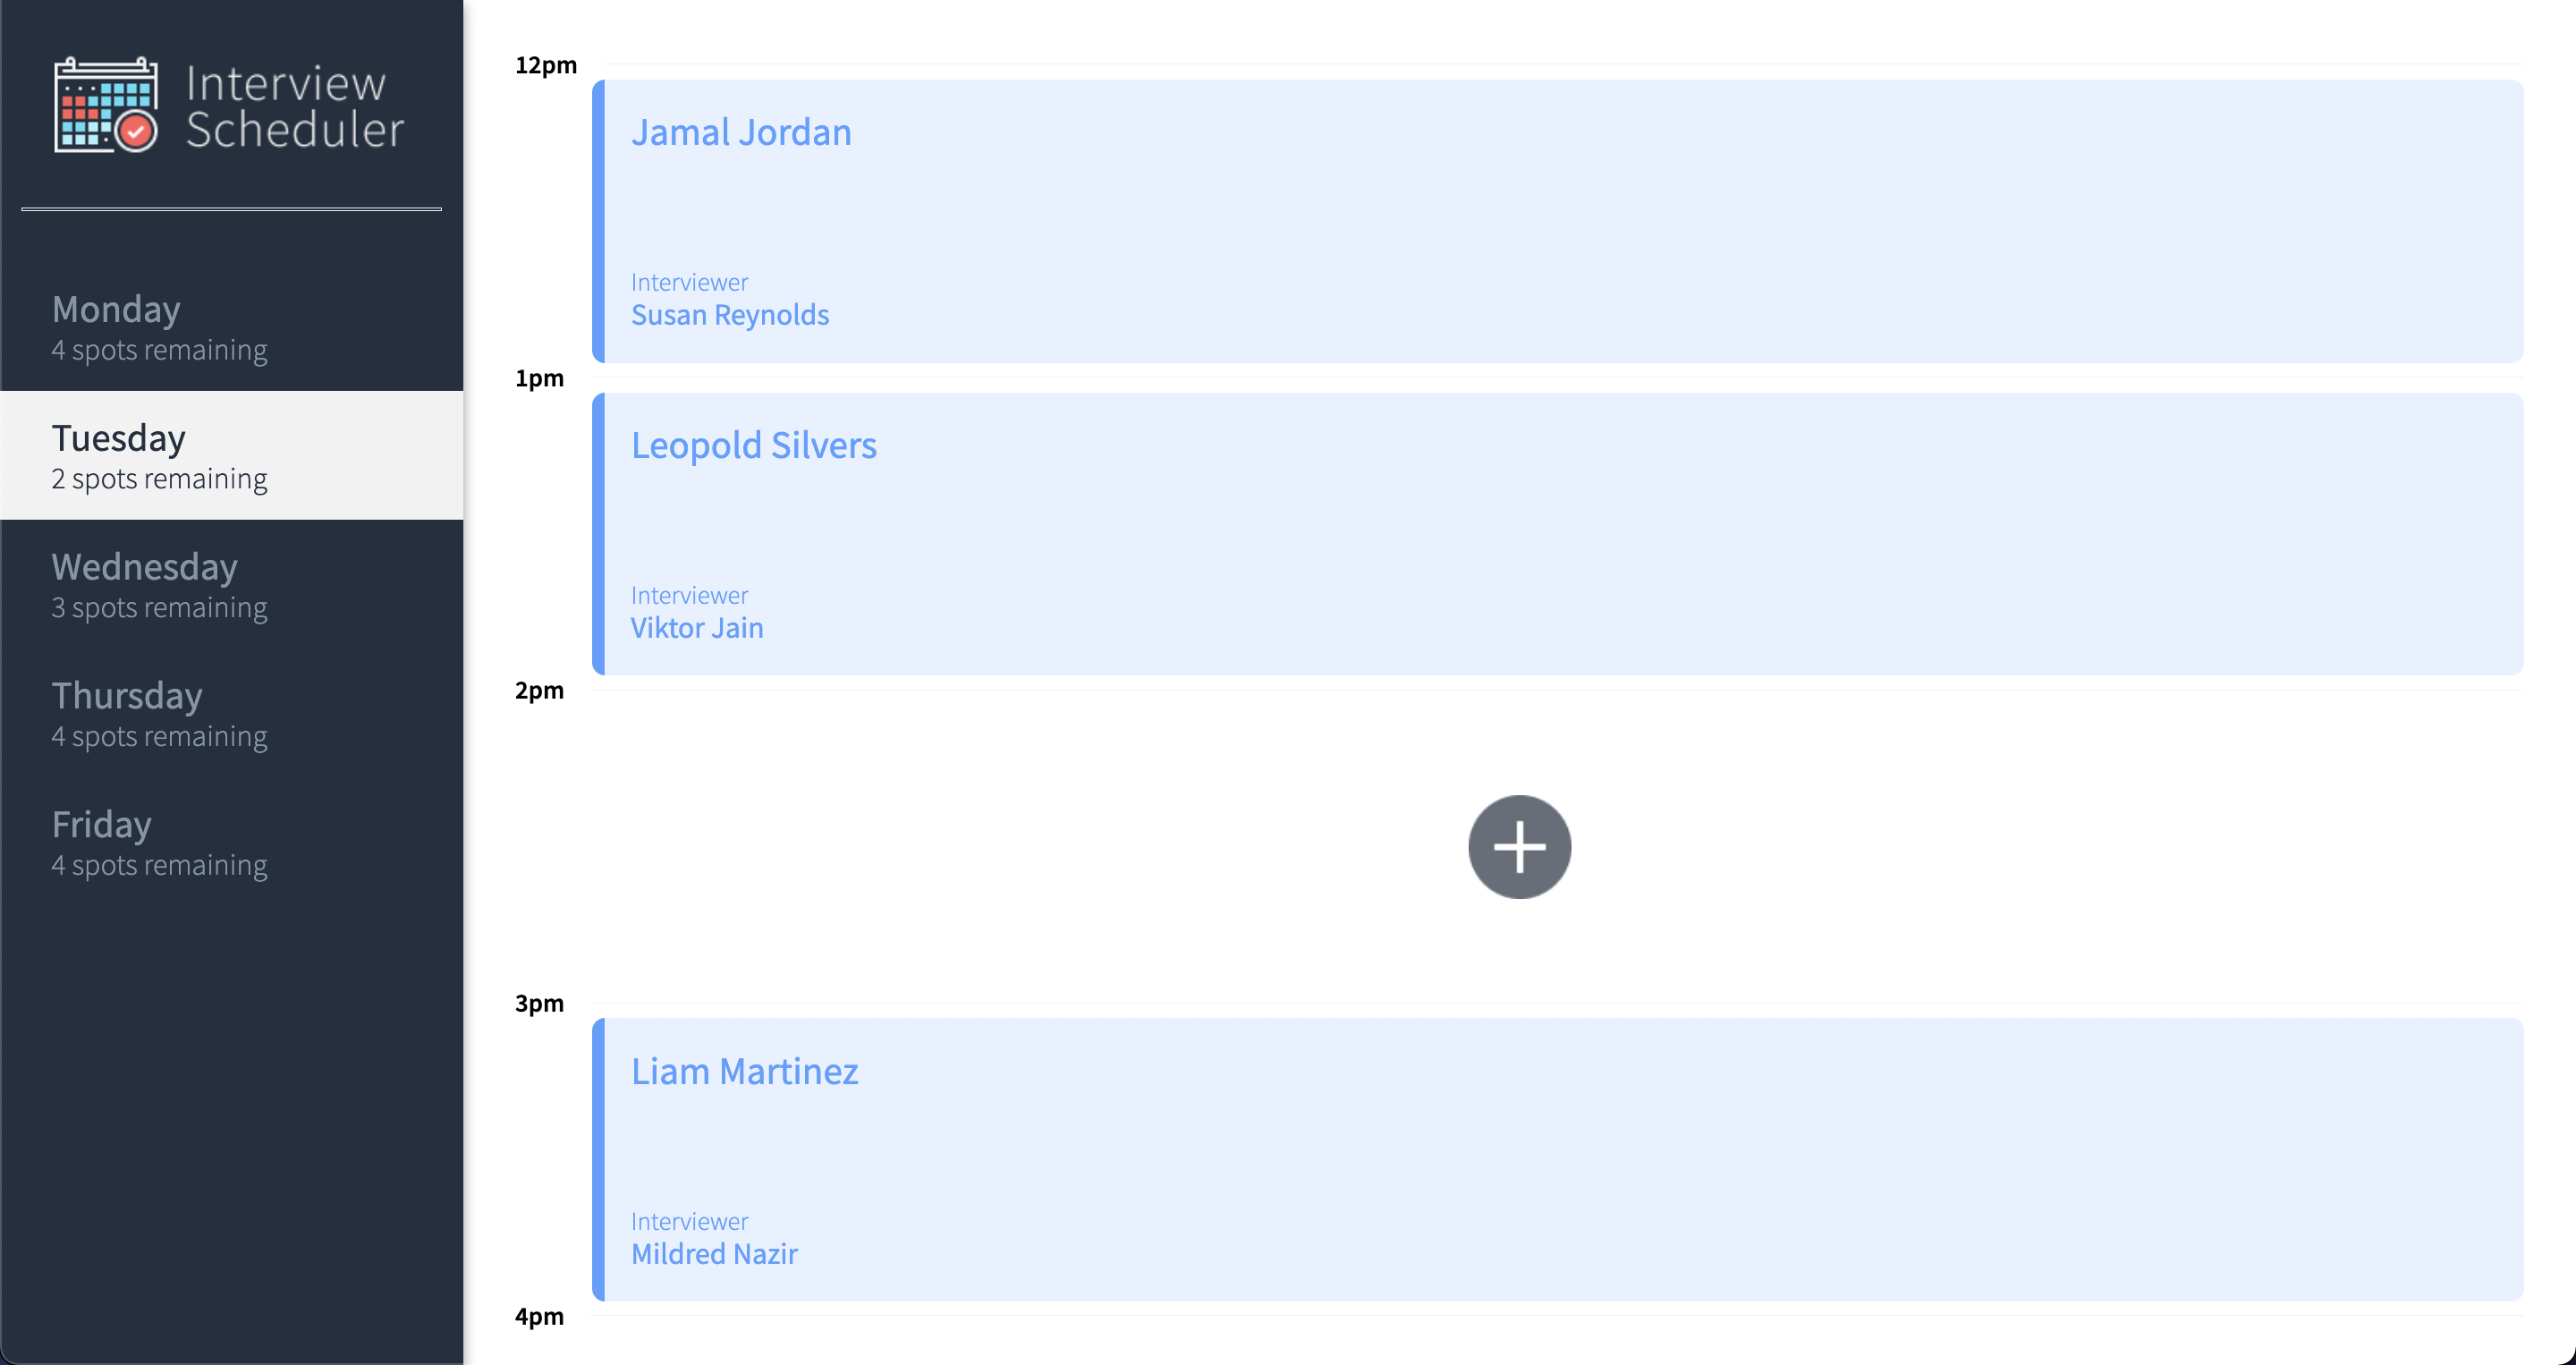 Interview
Scheduler
Monday
4 spots remaining
Tuesday
2 spots remaining
Wednesday
3 spots remaining
Thursday
4 spots remaining
Friday
4 spots remaining
12pm
Jamal Jordan
Interviewer
Susan Reynolds
1pm
Leopold Silvers
Interviewer
Viktor Jain
2pm
3pm
Liam Martinez
Interviewer
Mildred Nazir
4pm